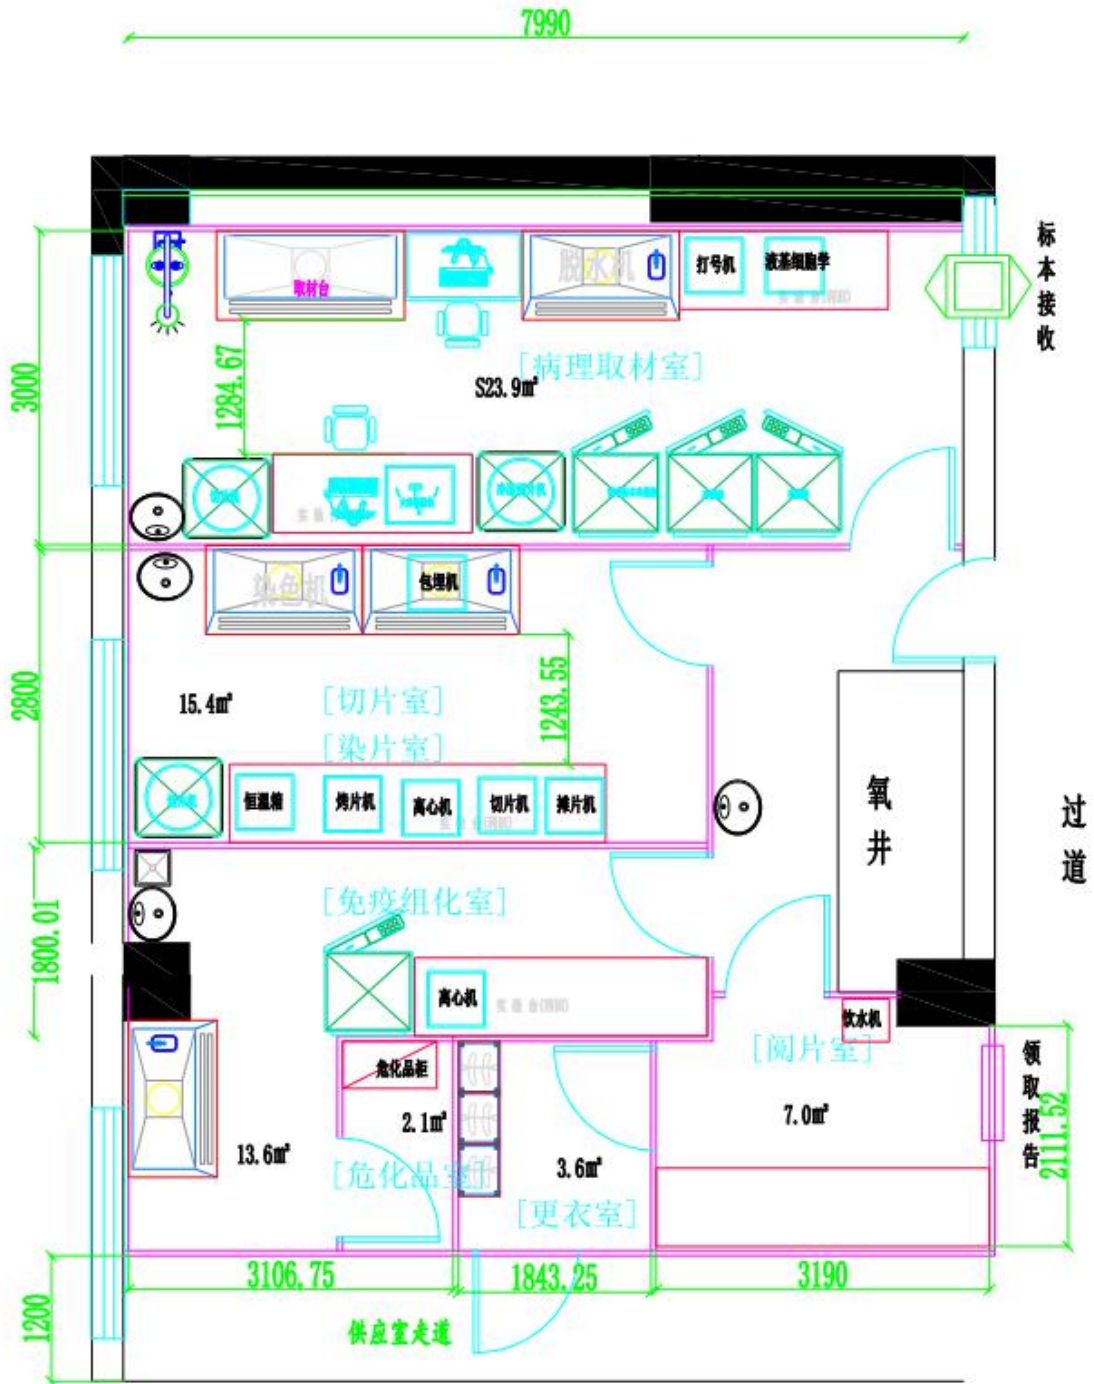 7990
标本接收
取材台
脱水机
打号机
液基细胞学
3000
1284.67
[病理取材室]
S23.9㎡
染色机
包埋机
2800
15.4㎡
[切片室]
[染片室]
1243.55
恒温箱
烤片机
离心机
切片机
摊片机
氧井
过道
1800.01
[免疫组化室]
离心机
饮水机
[阅片室]
领取报告
2111.52
危化品柜
2.1㎡
7.0㎡
13.6㎡
[危化品室]
3.6㎡
[更衣室]
3106.75
1843.25
3190
1200
供应室走道